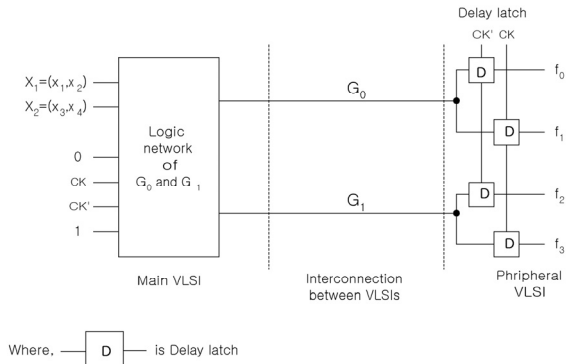 Delay latch
CK' CK
X₁=(x₁,x₂)
X₂=(x₃,x₄)
0
CK
CK'
1
Logic
network
of
G₀ and G₁
Main VLSI
G₀
G₁
Interconnection
between VLSIs
D
D
D
D
f₀
f₁
f₂
f₃
Phripheral
VLSI
Where, D is Delay latch